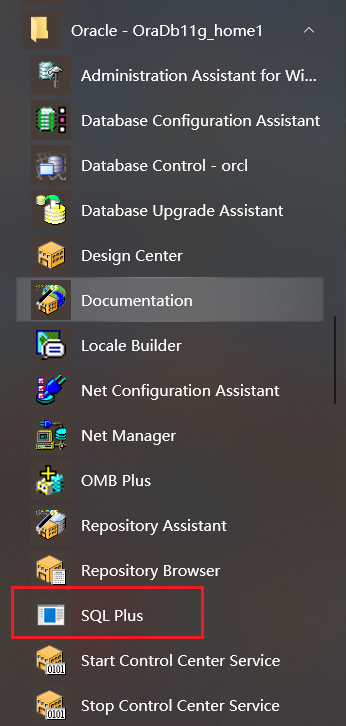 Oracle - OraDb11g_home1
Administration Assistant for Wi...
Database Configuration Assistant
Database Control - orcl
Database Upgrade Assistant
Design Center
Documentation
Locale Builder
Net Configuration Assistant
Net Manager
OMB Plus
Repository Assistant
Repository Browser
SQL Plus
0101 Start Control Center Service
0101 Stop Control Center Service